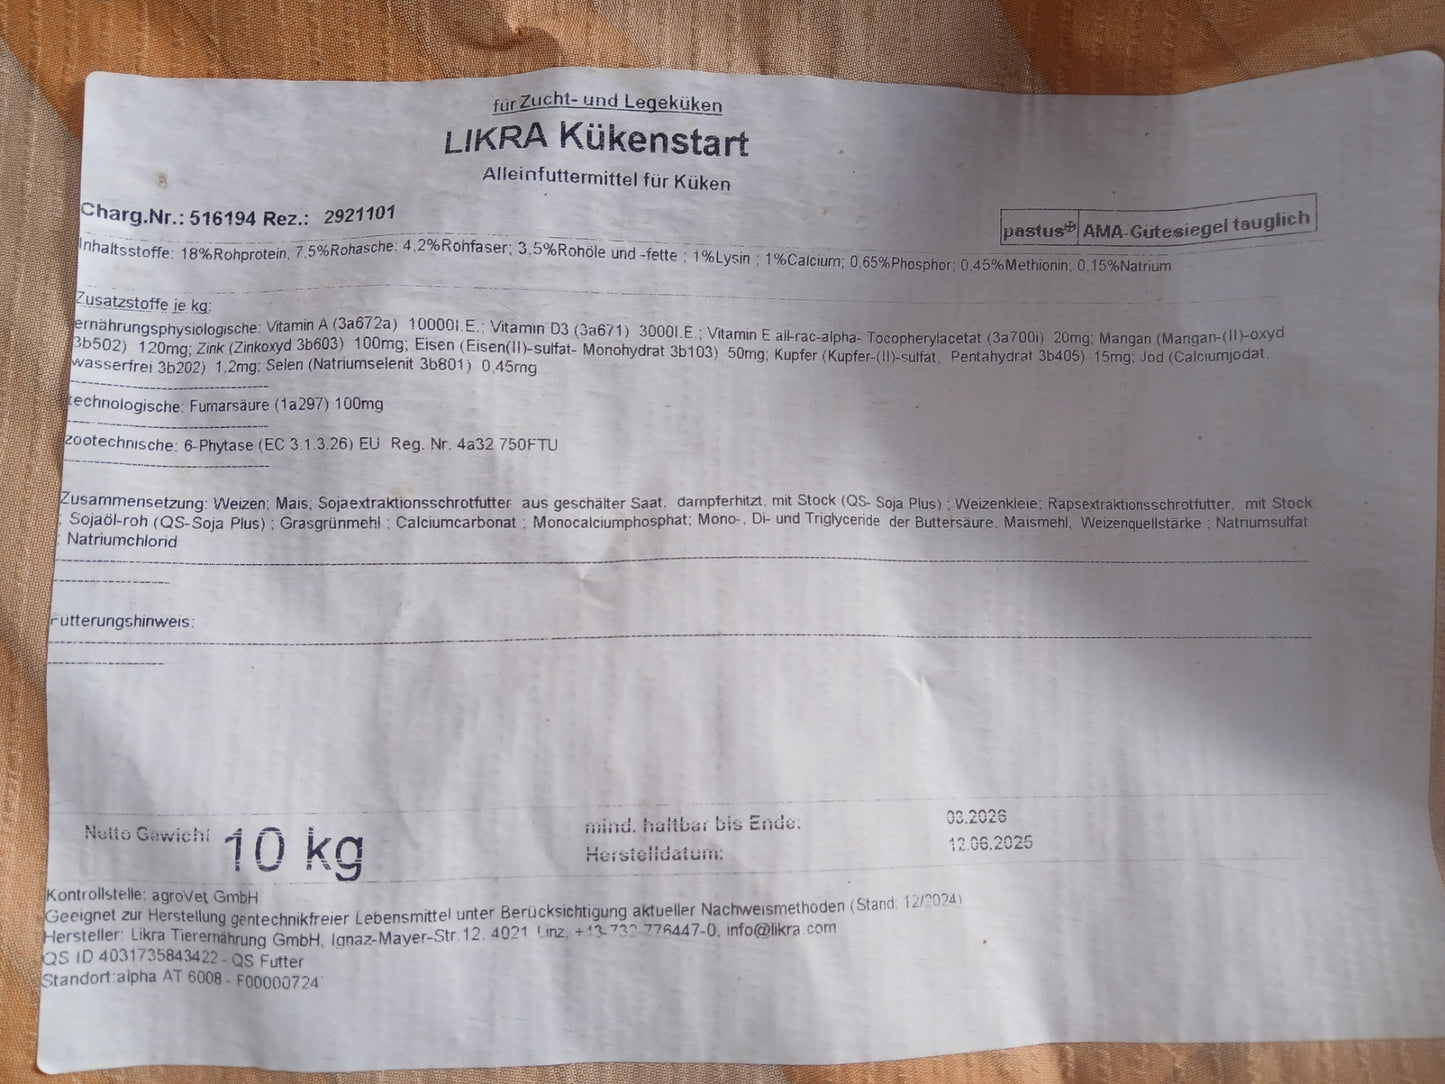 für Zucht- und Legeküken
LIKRA Kükenstart
Alleinfuttermittel für Küken
Charg.Nr.: 516194 Rez.: 2921101
pastus+ AMA-Gütesiegel tauglich
Inhaltsstoffe: 18%Rohprotein, 7,5%Rohasche; 4,2%Rohfaser; 3,5%Rohöle und -fette ; 1%Lysin ; 1%Calcium; 0,65%Phosphor; 0,45%Methionin; 0,15%Natrium
Zusatzstoffe je kg:
ernährungsphysiologische: Vitamin A (3a672a) 10000I.E.; Vitamin D3 (3a671) 3000I.E.; Vitamin E all-rac-alpha- Tocopherylacetat (3a700i) 20mg; Mangan (Mangan-(II)-oxyd
3b502) 120mg; Zink (Zinkoxyd 3b603) 100mg; Eisen (Eisen(II)-sulfat- Monohydrat 3b103) 50mg; Kupfer (Kupfer-(II)-sulfat, Pentahydrat 3b405) 15mg; Jod (Calciumjodat,
wasserfrei 3b202) 1,2mg; Selen (Natriumselenit 3b801) 0,45mg
technologische: Fumarsäure (1a297) 100mg
zootechnische: 6-Phytase (EC 3.1.3.26) EU Reg. Nr. 4a32 750FTU
Zusammensetzung: Weizen; Mais; Sojaextraktionsschrotfutter aus geschälter Saat, dampferhitzt, mit Stock (QS- Soja Plus) ; Weizenkleie; Rapsextraktionsschrotfutter, mit Stock
; Sojaöl-roh (QS-Soja Plus) ; Grasgrünmehl ; Calciumcarbonat ; Monocalciumphosphat; Mono-, Di- und Triglyceride der Buttersäure, Maismehl, Weizenquellstärke ; Natriumsulfat
; Natriumchlorid
Fütterungshinweis:
Netto Gewicht 10 kg
mind. haltbar bis Ende: 03.2026
Herstelldatum: 12.06.2025
Kontrollstelle: agroVet GmbH
Geeignet zur Herstellung gentechnikfreier Lebensmittel unter Berücksichtigung aktueller Nachweismethoden (Stand: 12/2024)
Hersteller: Likra Tierernährung GmbH, Ignaz-Mayer-Str.12, 4021 Linz, +43-732 776447-0, info@likra.com
QS ID 4031735843422 - QS Futter
Standort:alpha AT 6008 - F00000724